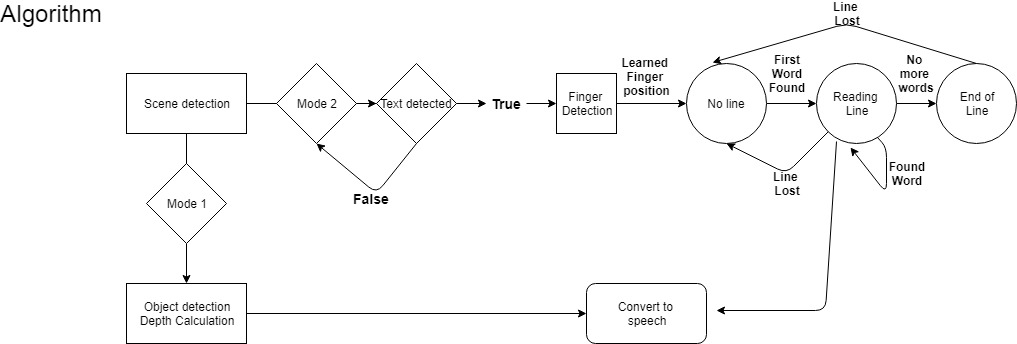 Algorithm
Line
Lost
Learned
Finger
position
First
Word
Found
No
more
words
Scene detection
Mode 2
Text detected
True
Finger
Detection
No line
Reading
Line
End of
Line
False
Line
Lost
Found
Word
Mode 1
Object detection
Depth Calculation
Convert to
speech